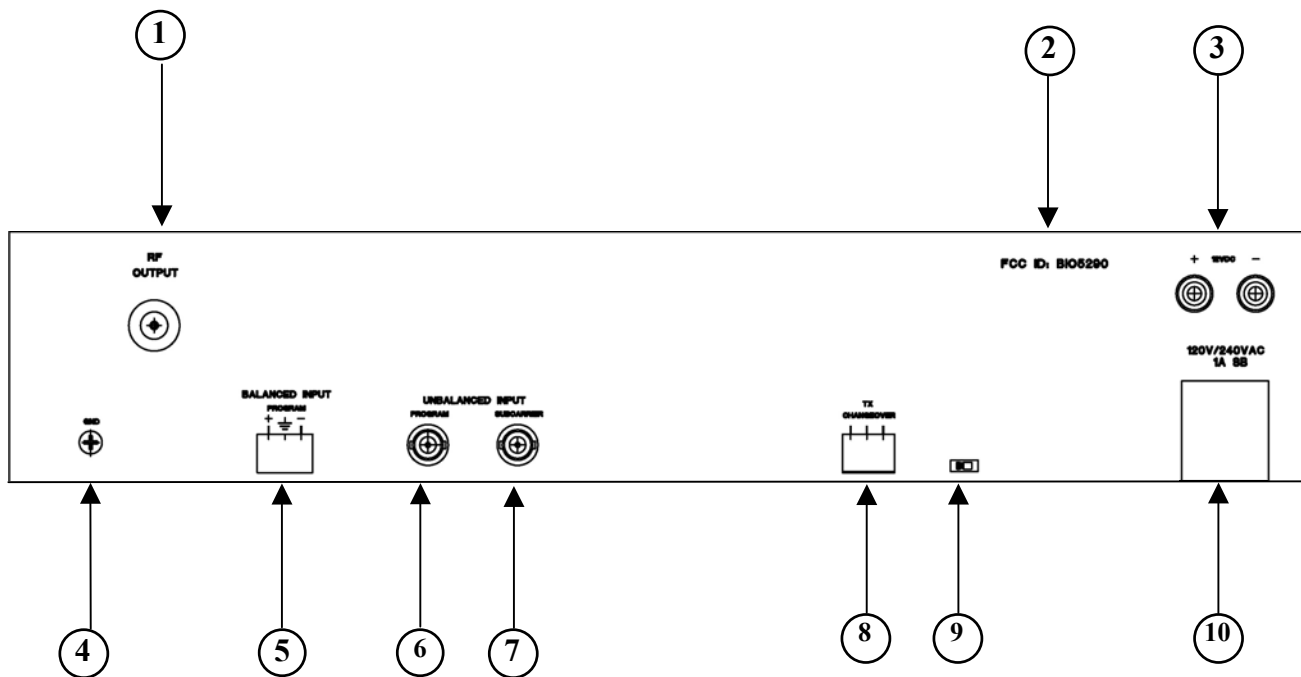 1
2
3
RF
OUTPUT
FCC ID: BIO5290
+ 12VDC -
120V/240VAC
1A SB
BALANCED INPUT
PROGRAM
+ -
UNBALANCED INPUT
PROGRAM
SUBCARRIER
TX
CHANGEOVER
GND
4
5
6
7
8
9
10